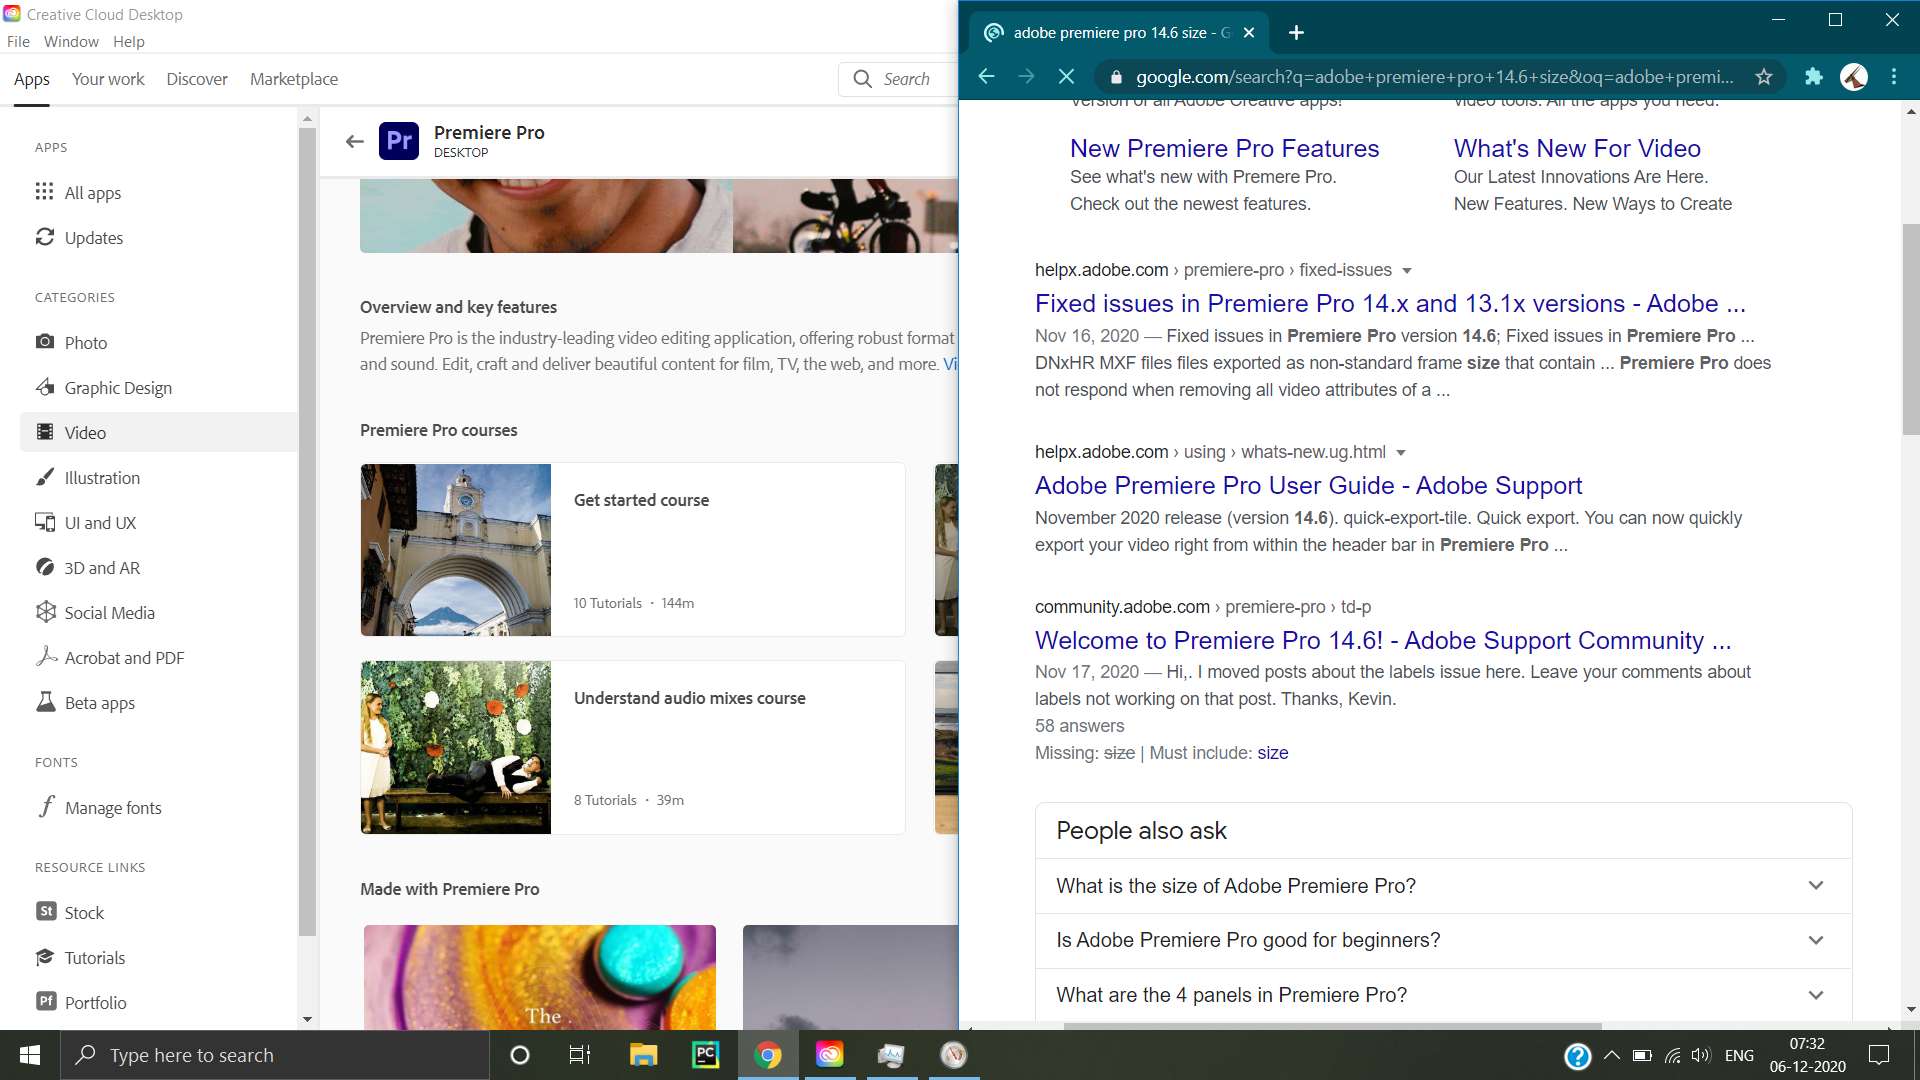 Creative Cloud Desktop
File Window Help
Apps Your work Discover Marketplace
Search
APPS
All apps
Updates
CATEGORIES
Photo
Graphic Design
Video
Illustration
UI and UX
3D and AR
Social Media
Acrobat and PDF
Beta apps
FONTS
Manage fonts
RESOURCE LINKS
St Stock
Tutorials
Pf Portfolio
Pr Premiere Pro
DESKTOP
Overview and key features
Premiere Pro is the industry-leading video editing application, offering robust format
and sound. Edit, craft and deliver beautiful content for film, TV, the web, and more. Vi
Premiere Pro courses
Get started course
10 Tutorials · 144m
Understand audio mixes course
8 Tutorials · 39m
Made with Premiere Pro
The
adobe premiere pro 14.6 size - G
google.com/search?q=adobe+premiere+pro+14.6+size&oq=adobe+premi...
version of all Adobe Creative apps!
video tools. All the apps you need.
New Premiere Pro Features
See what's new with Premere Pro.
Check out the newest features.
What's New For Video
Our Latest Innovations Are Here.
New Features. New Ways to Create
helpx.adobe.com › premiere-pro › fixed-issues
Fixed issues in Premiere Pro 14.x and 13.1x versions - Adobe ...
Nov 16, 2020 — Fixed issues in Premiere Pro version 14.6; Fixed issues in Premiere Pro ...
DNxHR MXF files files exported as non-standard frame size that contain ... Premiere Pro does
not respond when removing all video attributes of a ...
helpx.adobe.com › using › whats-new.ug.html
Adobe Premiere Pro User Guide - Adobe Support
November 2020 release (version 14.6). quick-export-tile. Quick export. You can now quickly
export your video right from within the header bar in Premiere Pro ...
community.adobe.com › premiere-pro › td-p
Welcome to Premiere Pro 14.6! - Adobe Support Community ...
Nov 17, 2020 — Hi,. I moved posts about the labels issue here. Leave your comments about
labels not working on that post. Thanks, Kevin.
58 answers
Missing: size | Must include: size
People also ask
What is the size of Adobe Premiere Pro?
Is Adobe Premiere Pro good for beginners?
What are the 4 panels in Premiere Pro?
Type here to search
PC
ENG
07:32
06-12-2020